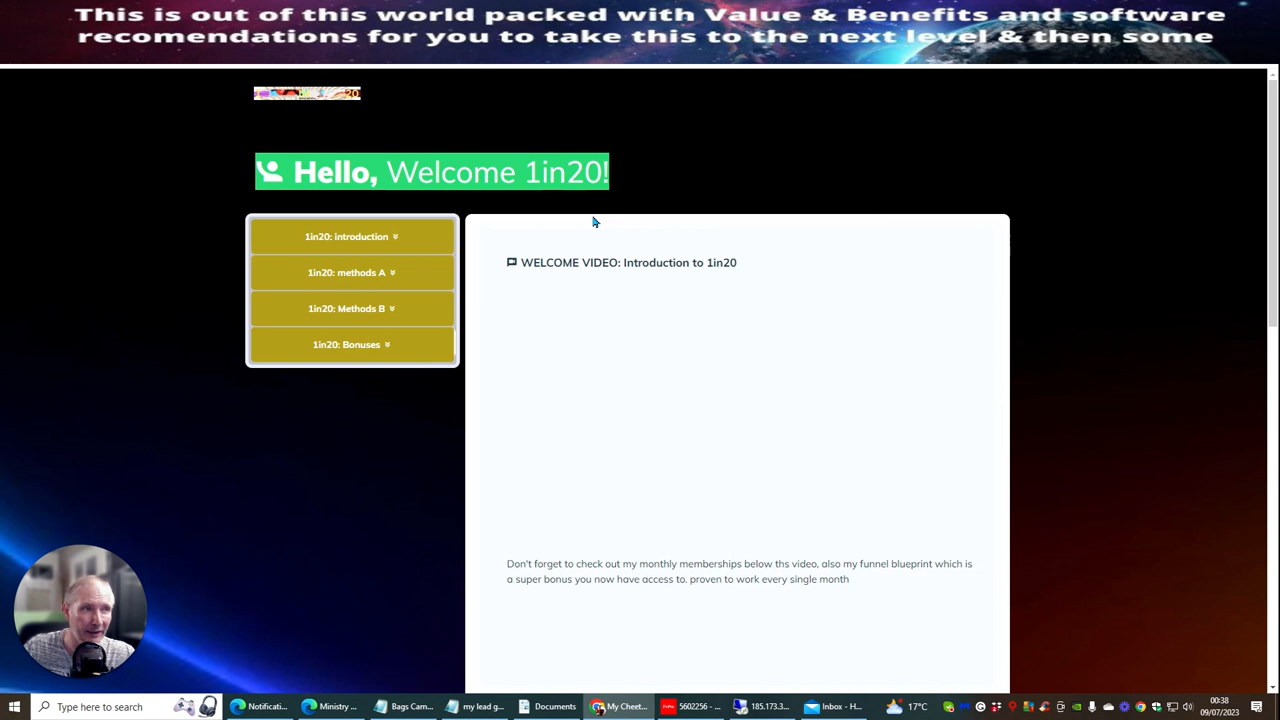 This is out of this world packed with Value & Benefits and software
recomendations for you to take this to the next level & then some
20
Hello, Welcome 1in20!
1in20: introduction
1in20: methods A
1in20: Methods B
1in20: Bonuses
WELCOME VIDEO: Introduction to 1in20
Don't forget to check out my monthly memberships below ths video, also my funnel blueprint which is
a super bonus you now have access to. proven to work every single month
Type here to search
Notificati...
Ministry ...
Bags Cam...
my lead g...
Documents
My Cheet...
5602256 - ...
185.173.3...
Inbox - H...
17°C
00:38
09/07/2023